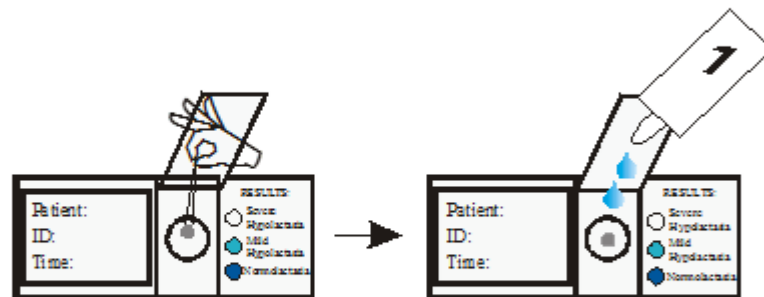 1
Patient:
ID:
Time:
RESULTS:
Severe
Hypolactasia
Mild
Hypolactasia
Normolactasia
Patient:
ID:
Time:
RESULTS:
Severe
Hypolactasia
Mild
Hypolactasia
Normolactasia